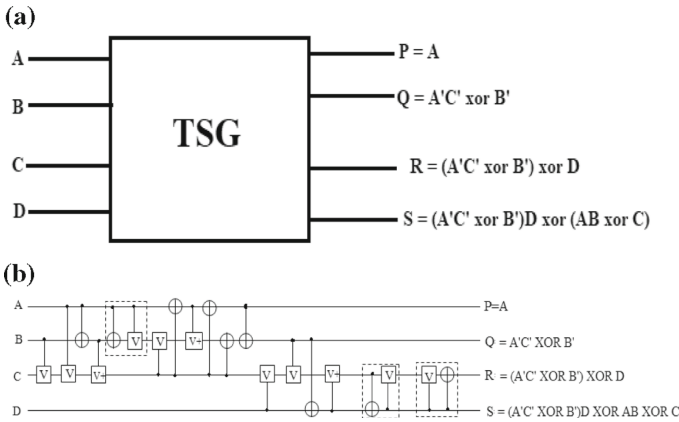 (a)
A
P = A
B
Q = A'C' xor B'
TSG
C
R = (A'C' xor B') xor D
D
S = (A'C' xor B')D xor (AB xor C)
(b)
A P=A
B V V V+ Q = A'C' XOR B'
C V V V+ V V V+ V V R = (A'C' XOR B') XOR D
D S = (A'C' XOR B')D XOR AB XOR C